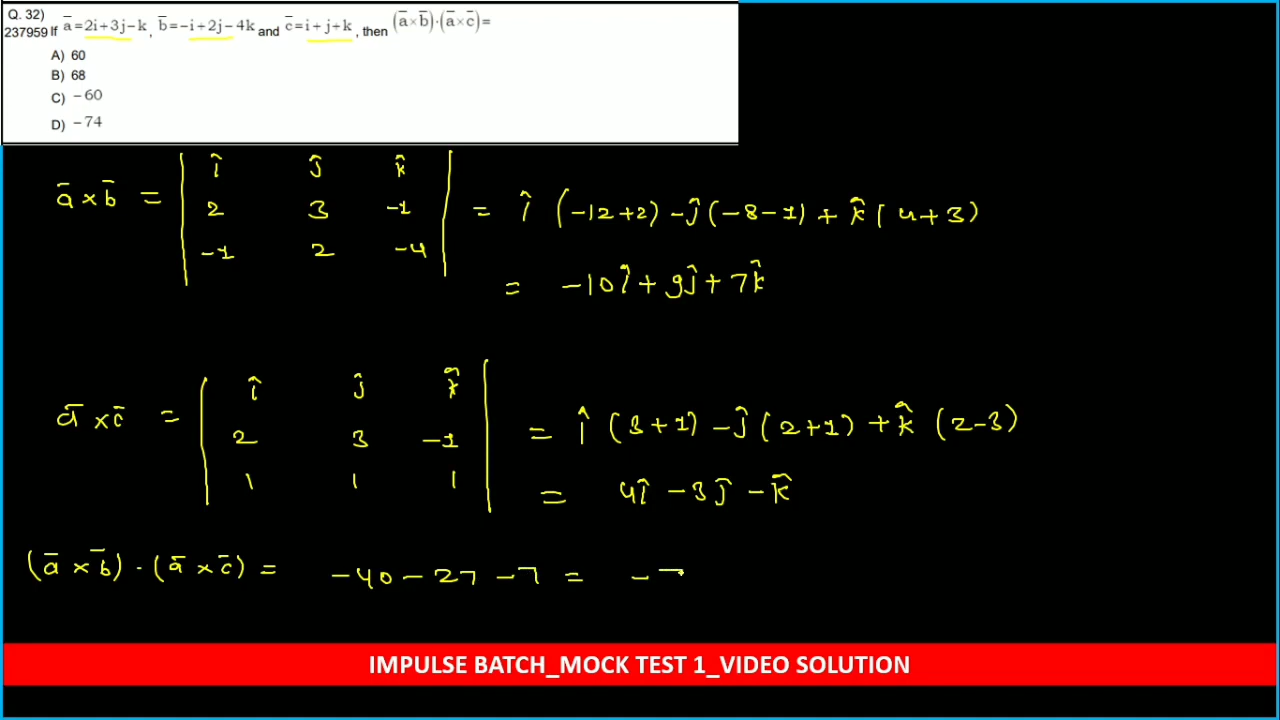 Q. 32)
237959 If a̅=2i+3j−k , b̅=−i+2j−4k and c̅=i+j+k , then (a̅×b̅)·(a̅×c̅)=
A) 60
B) 68
C) −60
D) −74
a̅ × b̅ = | î ĵ k̂ | = î (−12+2) −ĵ(−8−1) + k̂( 4+3)
2 3 −1
−1 2 −4
= −10î + 9ĵ + 7k̂
a̅ × c̅ = | î ĵ k̂ | = î (3+1) −ĵ(2+1) + k̂ (2−3)
2 3 −1
1 1 1
= 4î − 3ĵ − k̂
(a̅ × b̅) · (a̅ × c̅) = −40 − 27 − 7 = − 7
IMPULSE BATCH_MOCK TEST 1_VIDEO SOLUTION